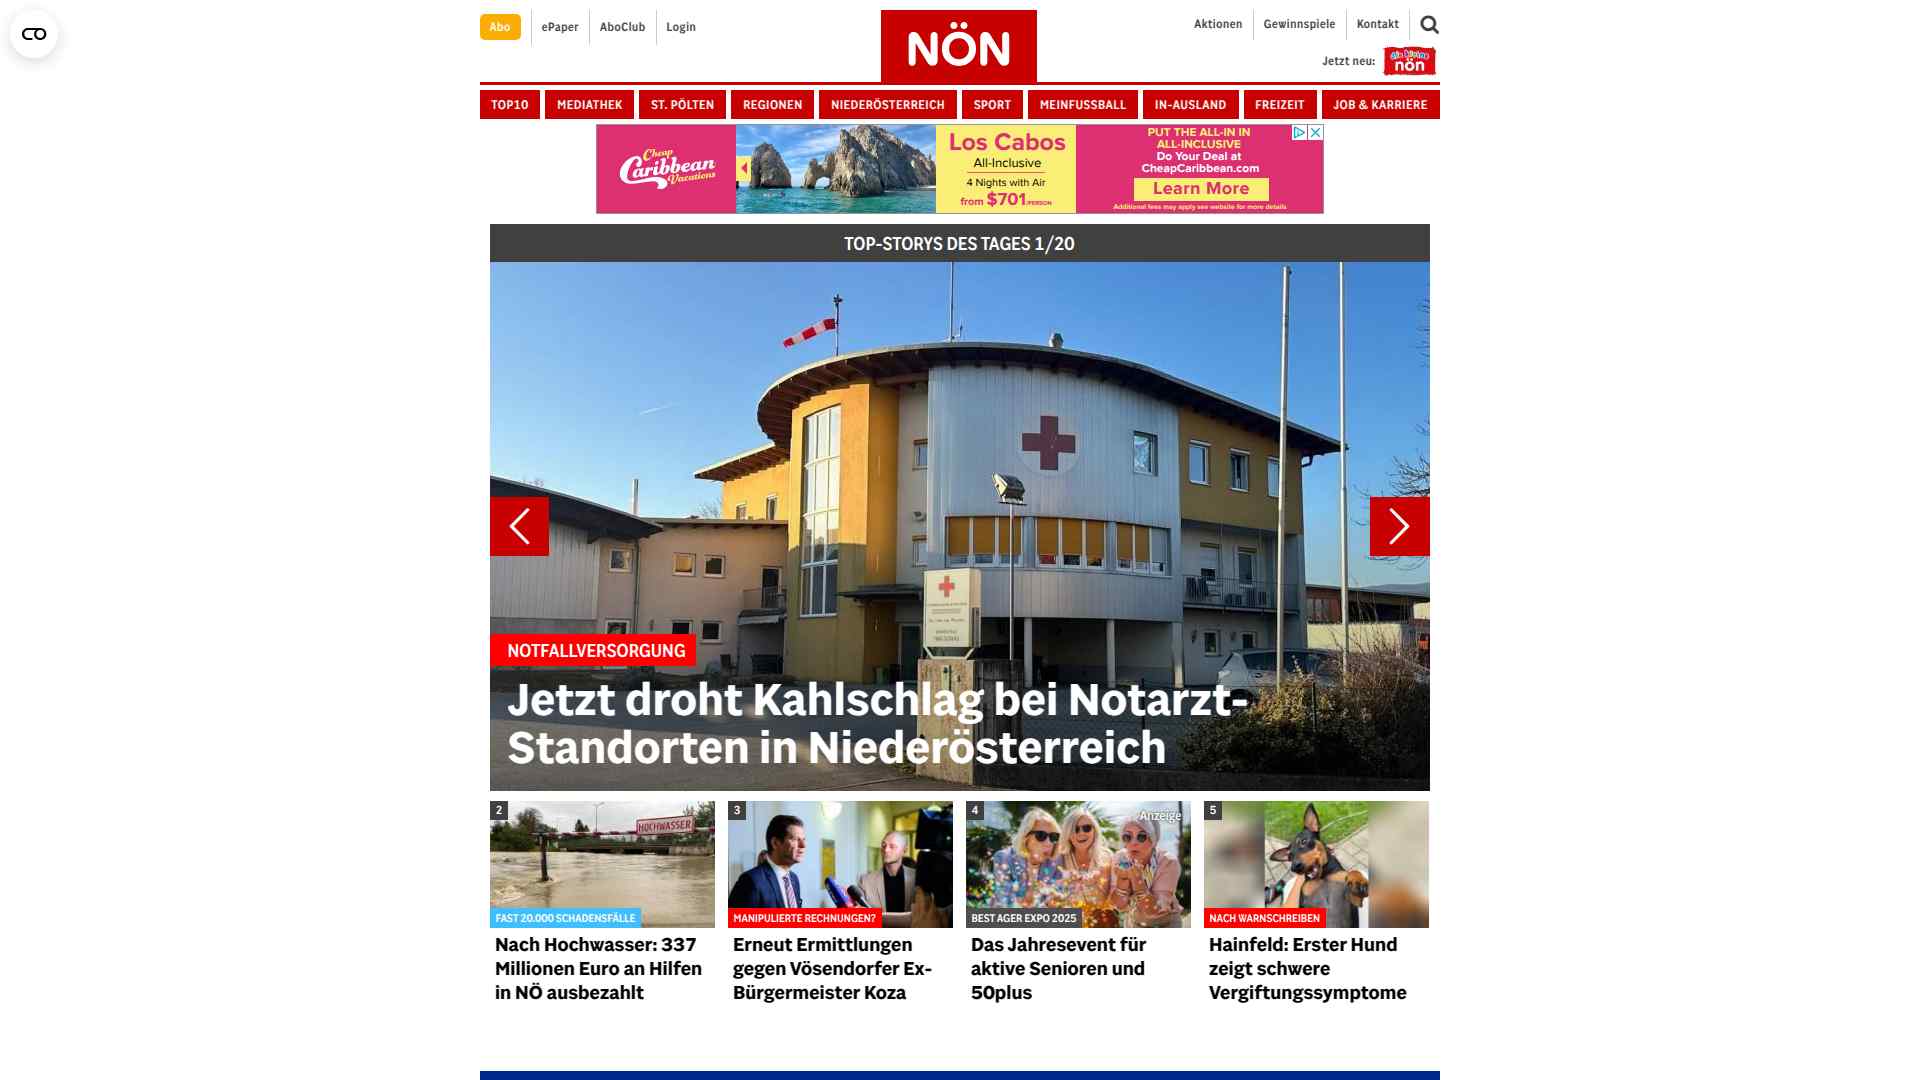 Abo
ePaper
AboClub
Login
NÖN
Aktionen
Gewinnspiele
Kontakt
Jetzt neu:
die kleine
nön
TOP10
MEDIATHEK
ST. PÖLTEN
REGIONEN
NIEDERÖSTERREICH
SPORT
MEINFUSSBALL
IN-AUSLAND
FREIZEIT
JOB & KARRIERE
Cheap
Caribbean
Vacations
Los Cabos
All-Inclusive
4 Nights with Air
from $701/PERSON
PUT THE ALL-IN IN
ALL-INCLUSIVE
Do Your Deal at
CheapCaribbean.com
Learn More
Additional fees may apply see website for more details
TOP-STORYS DES TAGES 1/20
NOTFALLVERSORGUNG
Jetzt droht Kahlschlag bei Notarzt-
Standorten in Niederösterreich
2
HOCHWASSER
FAST 20.000 SCHADENSFÄLLE
Nach Hochwasser: 337
Millionen Euro an Hilfen
in NÖ ausbezahlt
3
MANIPULIERTE RECHNUNGEN?
Erneut Ermittlungen
gegen Vösendorfer Ex-
Bürgermeister Koza
4
Anzeige
BEST AGER EXPO 2025
Das Jahresevent für
aktive Senioren und
50plus
5
NACH WARNSCHREIBEN
Hainfeld: Erster Hund
zeigt schwere
Vergiftungssymptome